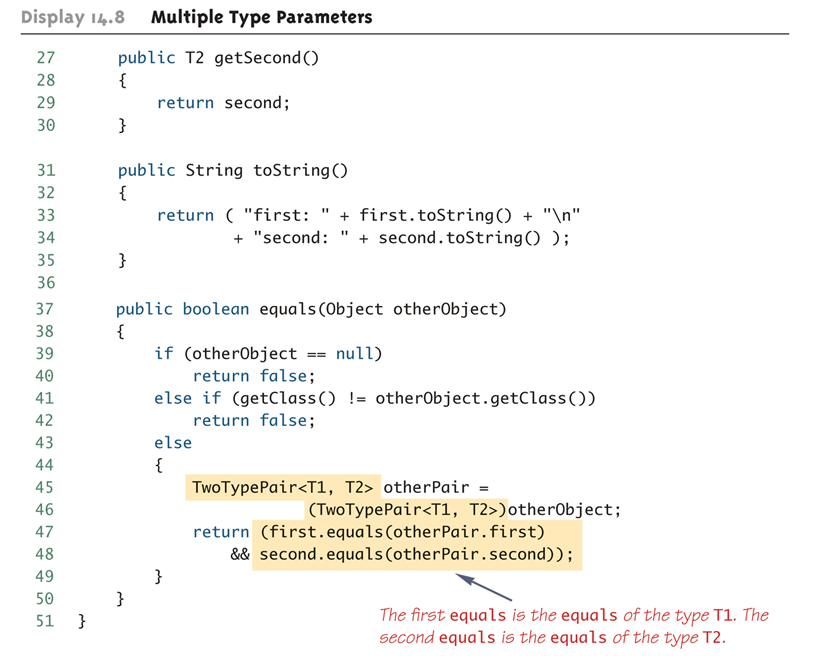 Display 14.8 Multiple Type Parameters
27 public T2 getSecond()
28 {
29 return second;
30 }
31 public String toString()
32 {
33 return ( "first: " + first.toString() + "\n"
34 + "second: " + second.toString() );
35 }
36
37 public boolean equals(Object otherObject)
38 {
39 if (otherObject == null)
40 return false;
41 else if (getClass() != otherObject.getClass())
42 return false;
43 else
44 {
45 TwoTypePair<T1, T2> otherPair =
46 (TwoTypePair<T1, T2>)otherObject;
47 return (first.equals(otherPair.first)
48 && second.equals(otherPair.second));
49 }
50 }
51 }
The first equals is the equals of the type T1. The
second equals is the equals of the type T2.